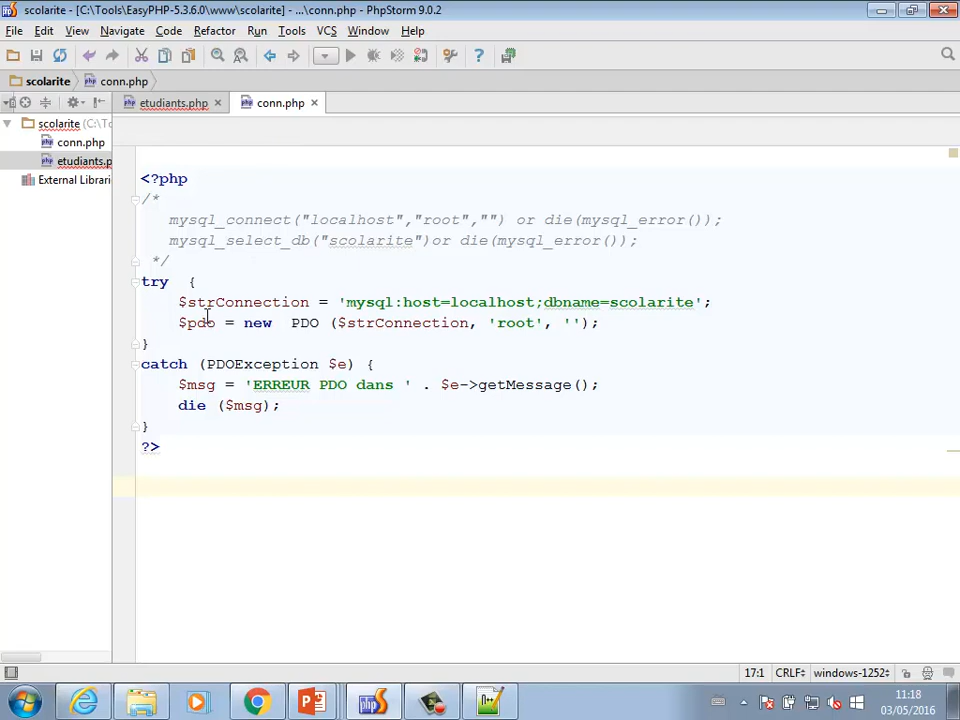 scolarite - [C:\Tools\EasyPHP-5.3.6.0\www\scolarite] - ...\conn.php - PhpStorm 9.0.2
File Edit View Navigate Code Refactor Run Tools VCS Window Help
scolarite conn.php
etudiants.php conn.php
scolarite (C:\To
conn.php
etudiants.p
External Librari
<?php
/*
mysql_connect("localhost","root","") or die(mysql_error());
mysql_select_db("scolarite")or die(mysql_error());
*/
try {
$strConnection = 'mysql:host=localhost;dbname=scolarite';
$pdo = new PDO ($strConnection, 'root', '');
}
catch (PDOException $e) {
$msg = 'ERREUR PDO dans ' . $e->getMessage();
die ($msg);
}
?>
17:1 CRLF windows-1252
11:18
03/05/2016